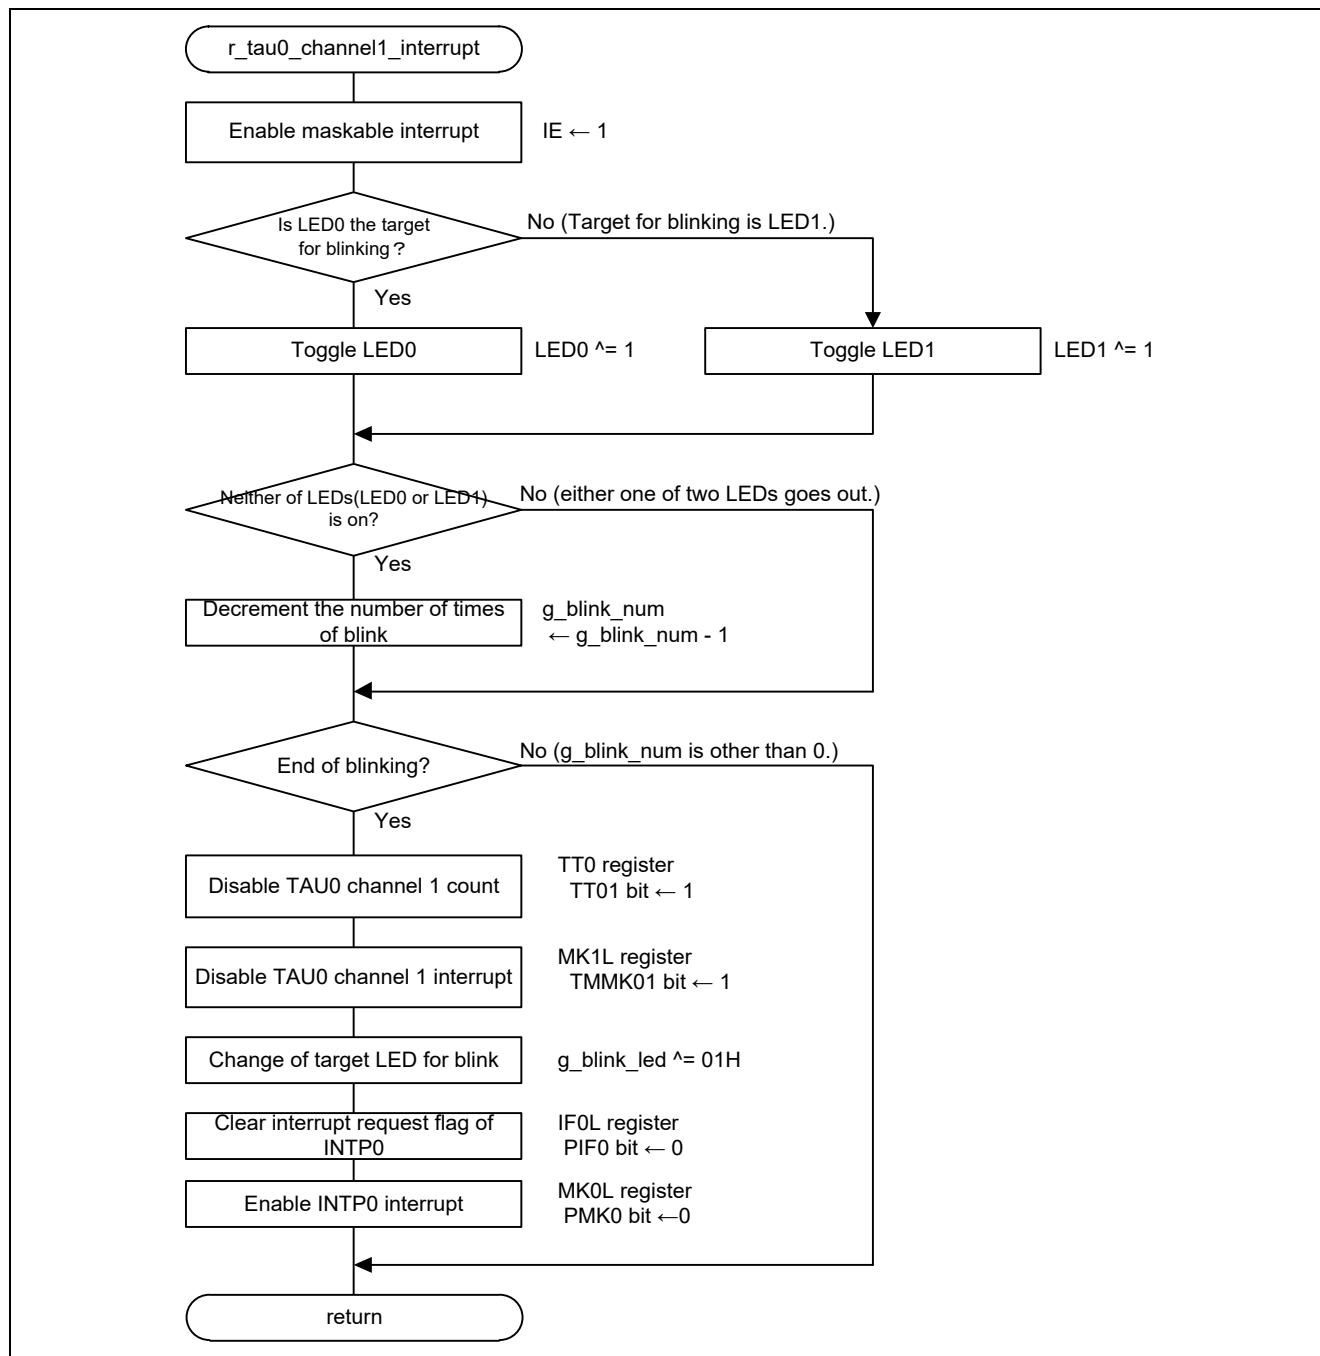 r_tau0_channel1_interrupt
Enable maskable interrupt
IE ← 1
Is LED0 the target
for blinking?
No (Target for blinking is LED1.)
Yes
Toggle LED0
LED0 ^= 1
Toggle LED1
LED1 ^= 1
Neither of LEDs(LED0 or LED1)
is on?
No (either one of two LEDs goes out.)
Yes
Decrement the number of times
of blink
g_blink_num
← g_blink_num - 1
End of blinking?
No (g_blink_num is other than 0.)
Yes
Disable TAU0 channel 1 count
TT0 register
TT01 bit ← 1
Disable TAU0 channel 1 interrupt
MK1L register
TMMK01 bit ← 1
Change of target LED for blink
g_blink_led ^= 01H
Clear interrupt request flag of
INTP0
IF0L register
PIF0 bit ← 0
Enable INTP0 interrupt
MK0L register
PMK0 bit ←0
return